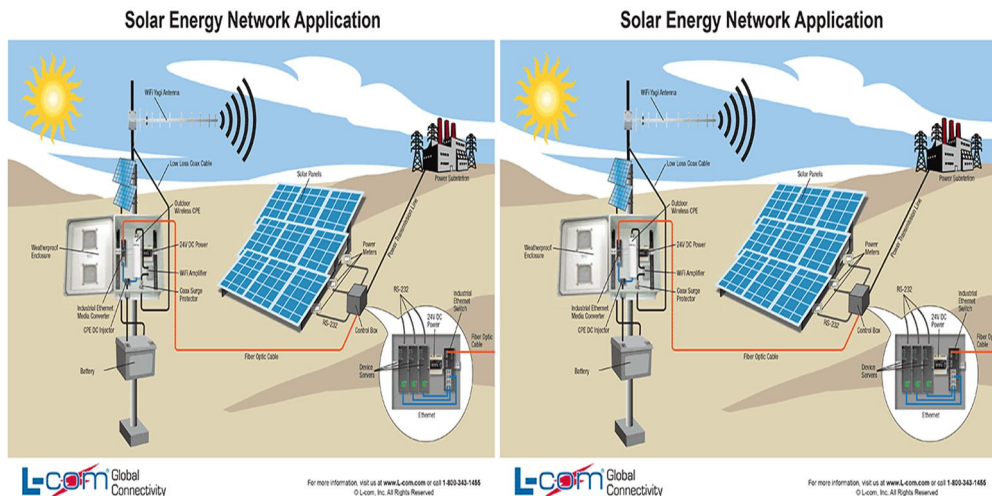 Solar Energy Network Application
WiFi Yagi Antenna
Low Loss Coax Cable
Power Substation
Solar Panels
Outdoor
Wireless CPE
Power Transmission Line
Weatherproof
Enclosure
24V DC Power
Power
Meters
WiFi Amplifier
Coax Surge
Protector
RS-232
Industrial
Ethernet
Switch
Industrial Ethernet
Media Converter
24V DC
Power
CPE DC Injector
RS-232
Control Box
Fiber Optic
Cable
Fiber Optic Cable
Battery
Device
Servers
Ethernet
L-com Global
Connectivity
For more information, visit us at www.L-com.com or call 1-800-343-1455
© L-com, Inc. All Rights Reserved
Solar Energy Network Application
WiFi Yagi Antenna
Low Loss Coax Cable
Power Substation
Solar Panels
Outdoor
Wireless CPE
Power Transmission Line
Weatherproof
Enclosure
24V DC Power
Power
Meters
WiFi Amplifier
Coax Surge
Protector
RS-232
Industrial
Ethernet
Switch
Industrial Ethernet
Media Converter
24V DC
Power
CPE DC Injector
RS-232
Control Box
Fiber Opt
Cable
Fiber Optic Cable
Battery
Device
Servers
Ethernet
L-com Global
Connectivity
For more information, visit us at www.L-com.com or call 1-800-343-1455
© L-com, Inc. All Rights Reserved